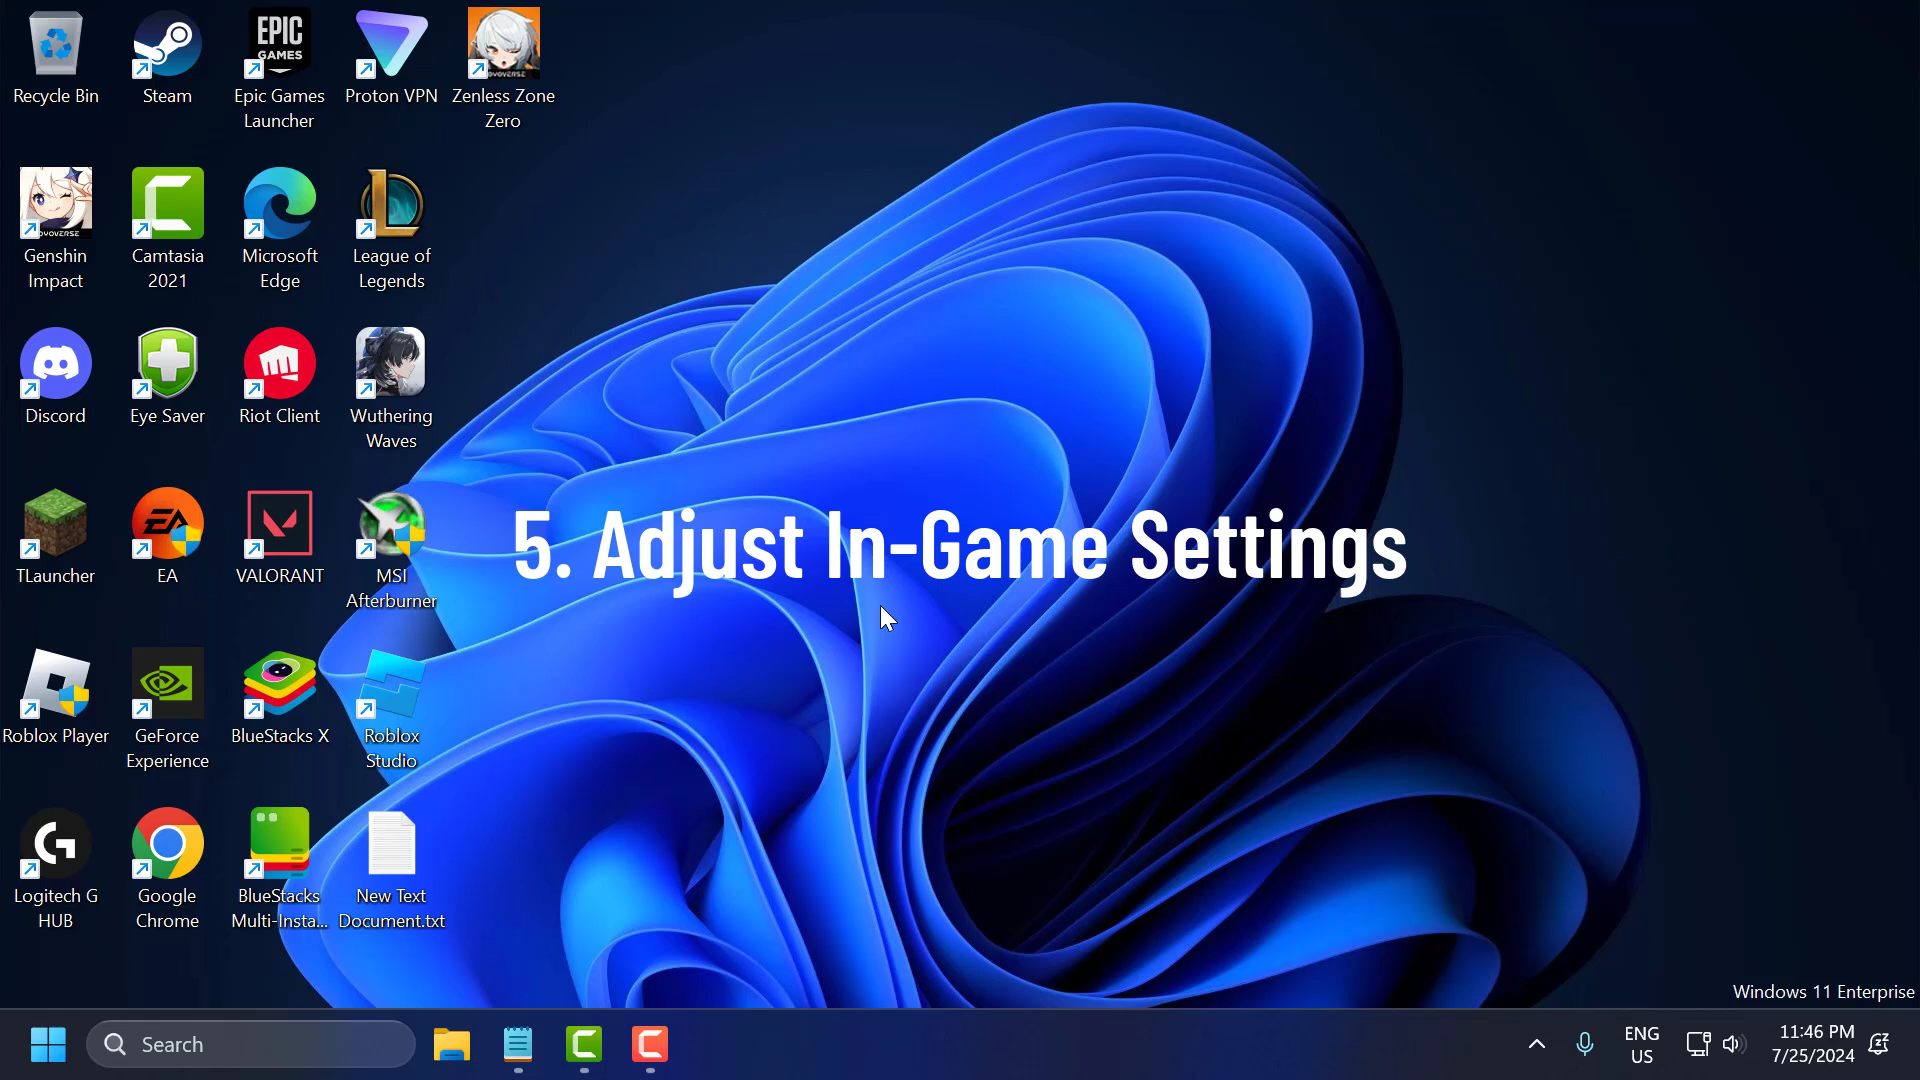 EPIC
GAMES
Recycle Bin
Steam
Epic Games
Launcher
Proton VPN
Zenless Zone
Zero
Genshin
Impact
Camtasia
2021
Microsoft
Edge
League of
Legends
Discord
Eye Saver
Riot Client
Wuthering
Waves
EA
TLauncher
EA
VALORANT
MSI
Afterburner
5. Adjust In-Game Settings
Roblox Player
GeForce
Experience
BlueStacks X
Roblox
Studio
Logitech G
HUB
Google
Chrome
BlueStacks
Multi-Insta...
New Text
Document.txt
Windows 11 Enterprise
Search
ENG
US
11:46 PM
7/25/2024